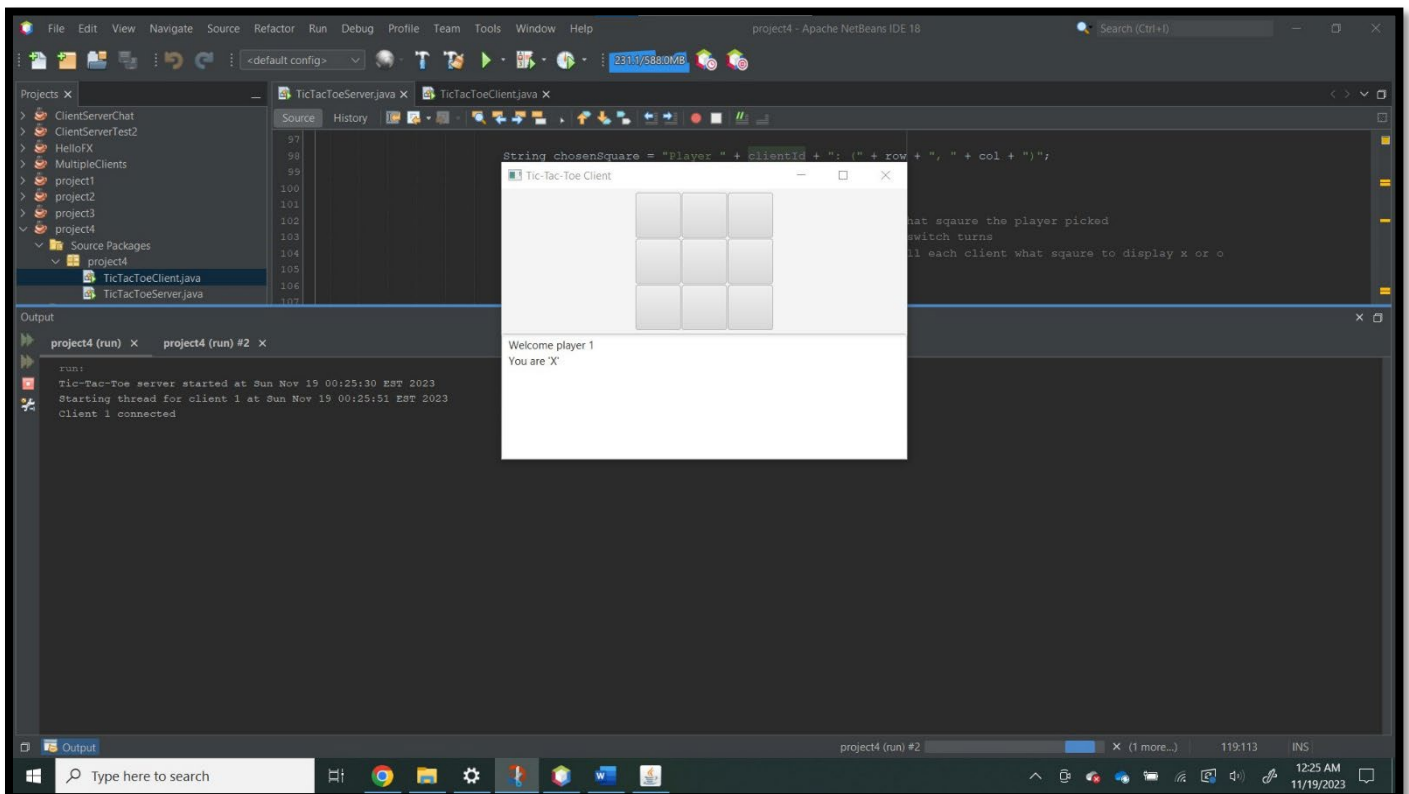 File Edit View Navigate Source Refactor Run Debug Profile Team Tools Window Help project4 - Apache NetBeans IDE 18 Search (Ctrl+I)
<default config> 231.1/588.0MB
Projects TicTacToeServer.java TicTacToeClient.java
ClientServerChat
ClientServerTest2
HelloFX
MultipleClients
project1
project2
project3
project4
Source Packages
project4
TicTacToeClient.java
TicTacToeServer.java
Source History
97
98 String chosenSquare = "Player " + clientId + ": (" + row + ", " + col + ")";
99
100
101
102 hat sqaure the player picked
103 switch turns
104 ll each client what sqaure to display x or o
105
106
107
Tic-Tac-Toe Client
Welcome player 1
You are 'X'
Output
project4 (run) project4 (run) #2
run:
Tic-Tac-Toe server started at Sun Nov 19 00:25:30 EST 2023
Starting thread for client 1 at Sun Nov 19 00:25:51 EST 2023
Client 1 connected
Output project4 (run) #2 (1 more...) 119:113 INS
Type here to search 12:25 AM
11/19/2023